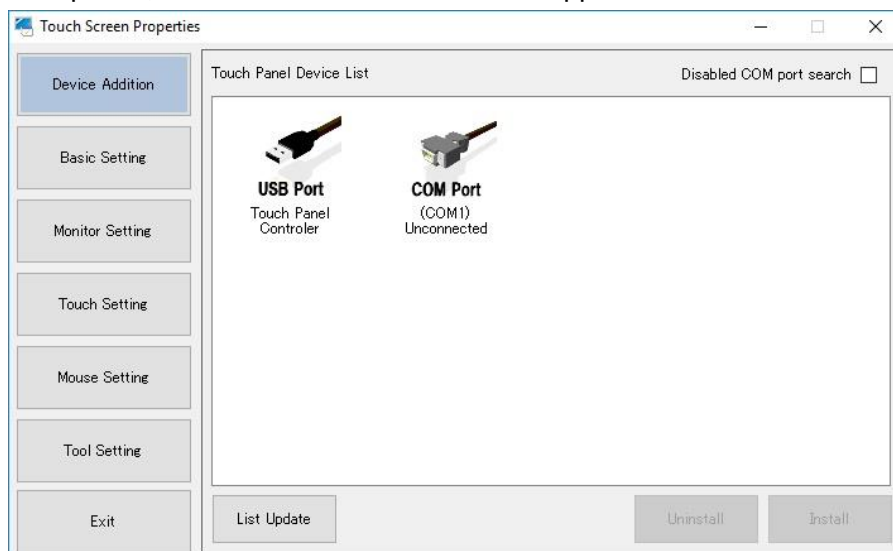 Touch Screen Properties
Device Addition
Touch Panel Device List
Disabled COM port search
Basic Setting
USB Port
COM Port
Touch Panel
Controler
(COM1)
Unconnected
Monitor Setting
Touch Setting
Mouse Setting
Tool Setting
Exit
List Update
Uninstall
Install